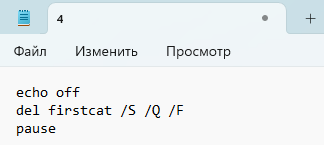 4
Файл Изменить Просмотр
echo off
del firstcat /S /Q /F
pause